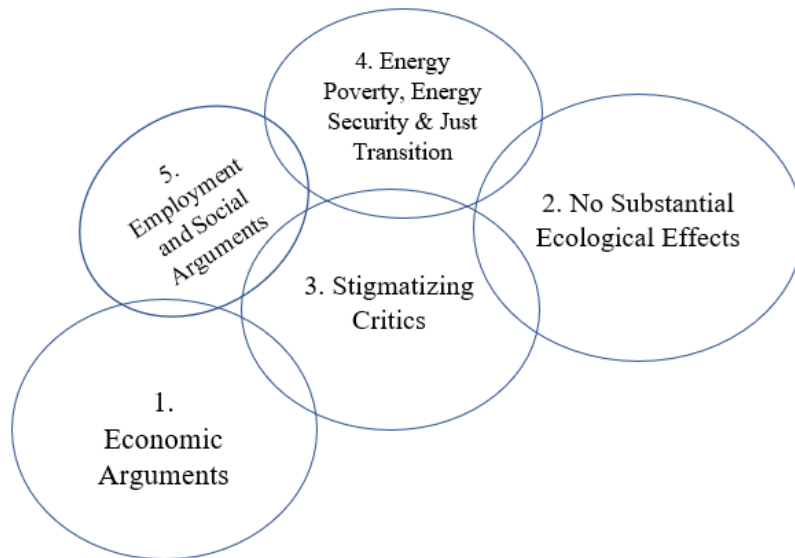 4. Energy
Poverty, Energy
Security & Just
Transition
5.
Employment
and Social
Arguments
2. No Substantial
Ecological Effects
3. Stigmatizing
Critics
1.
Economic
Arguments